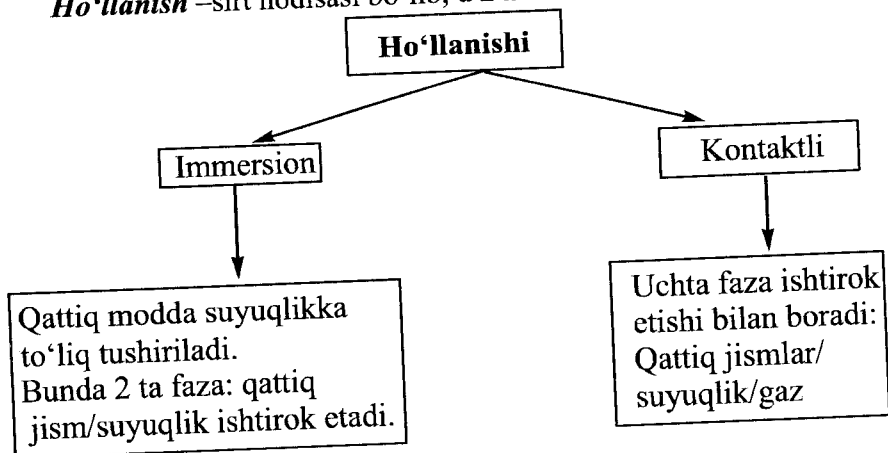 Ho‘llanish –sirt hodisasi bo‘lib, u 2
Ho‘llanishi
Immersion
Kontaktli
Qattiq modda suyuqlikka
to‘liq tushiriladi.
Bunda 2 ta faza: qattiq
jism/suyuqlik ishtirok etadi.
Uchta faza ishtirok
etishi bilan boradi:
Qattiq jismlar/
suyuqlik/gaz